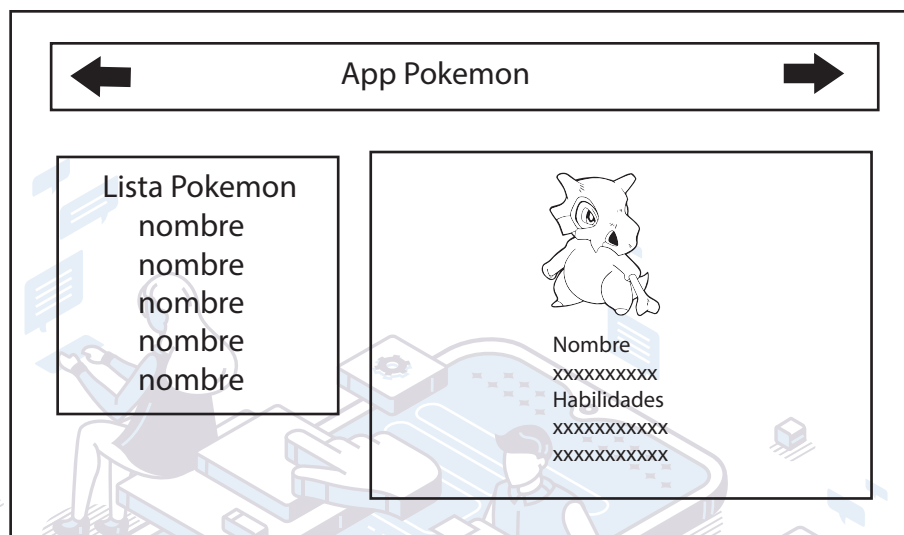 App Pokemon
Lista Pokemon
nombre
nombre
nombre
nombre
nombre
Nombre
xxxxxxxxxx
Habilidades
xxxxxxxxxxx
xxxxxxxxxxx